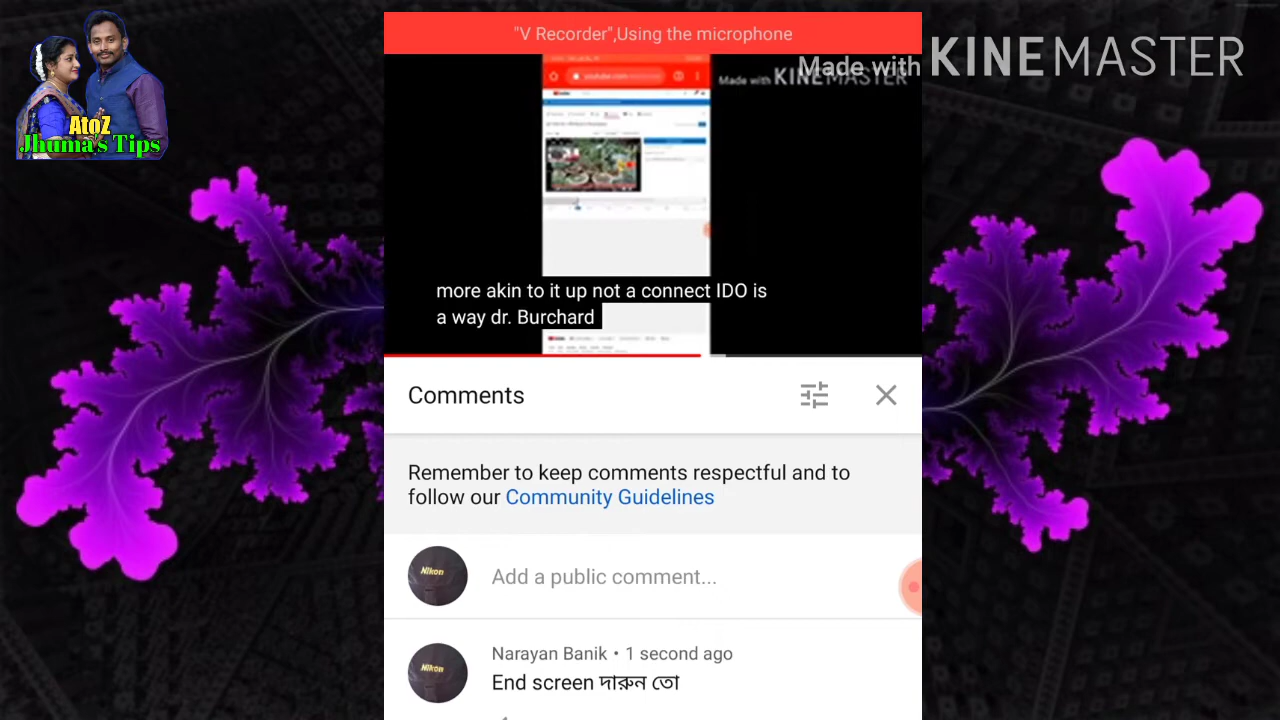 "V Recorder",Using the microphone
Made with KINEMASTER
AtoZ
Jhuma's Tips
Made with KINEMASTER
more akin to it up not a connect IDO is
a way dr. Burchard
Comments
Remember to keep comments respectful and to
follow our Community Guidelines
Nikon
Add a public comment...
Nikon
Narayan Banik • 1 second ago
End screen দারুন তো